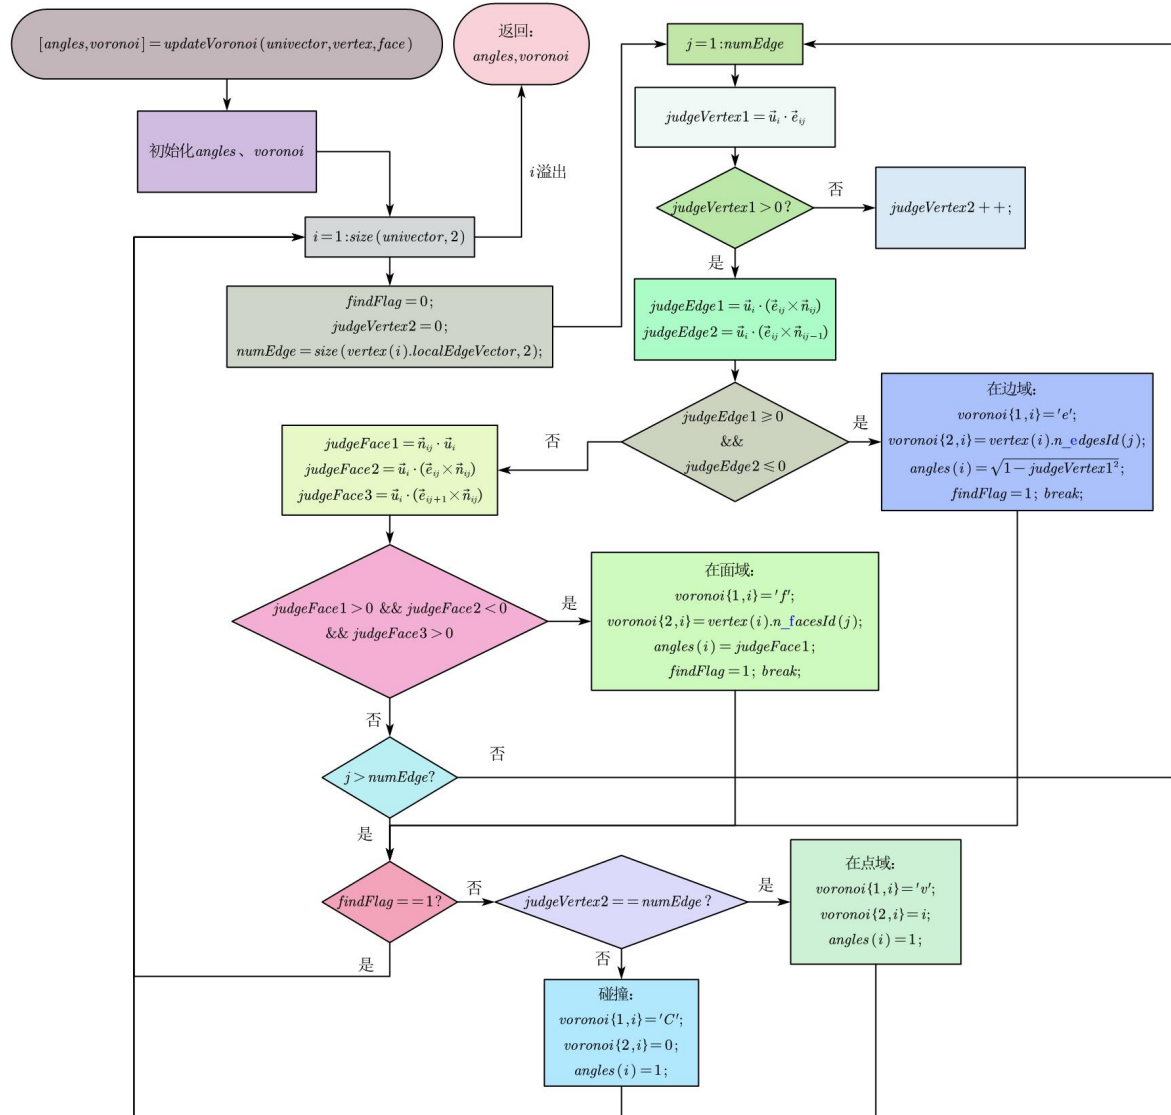 [angles,voronoi]=updateVoronoi(univector,vertex,face)
返回：
angles,voronoi
初始化angles、voronoi
i溢出
i=1:size(univector,2)
findFlag=0;
judgeVertex2=0;
numEdge=size(vertex(i).localEdgeVector,2);
j=1:numEdge
judgeVertex1=u⃗ᵢ·e⃗ᵢⱼ
judgeVertex1>0?
否
judgeVertex2++;
是
judgeEdge1=u⃗ᵢ·(e⃗ᵢⱼ×n⃗ᵢⱼ)
judgeEdge2=u⃗ᵢ·(e⃗ᵢⱼ×n⃗ᵢⱼ₋₁)
judgeEdge1⩾0
&&
judgeEdge2⩽0
是
在边域：
voronoi{1,i}='e';
voronoi{2,i}=vertex(i).n_edgesId(j);
angles(i)=√(1−judgeVertex1²);
findFlag=1; break;
否
judgeFace1=n⃗ᵢⱼ·u⃗ᵢ
judgeFace2=u⃗ᵢ·(e⃗ᵢⱼ×n⃗ᵢⱼ)
judgeFace3=u⃗ᵢ·(e⃗ᵢⱼ₊₁×n⃗ᵢⱼ)
judgeFace1>0 && judgeFace2<0
&& judgeFace3>0
是
在面域：
voronoi{1,i}='f';
voronoi{2,i}=vertex(i).n_facesId(j);
angles(i)=judgeFace1;
findFlag=1; break;
否
j>numEdge?
否
是
findFlag==1?
否
是
judgeVertex2==numEdge?
是
在点域：
voronoi{1,i}='v';
voronoi{2,i}=i;
angles(i)=1;
否
碰撞：
voronoi{1,i}='C';
voronoi{2,i}=0;
angles(i)=1;